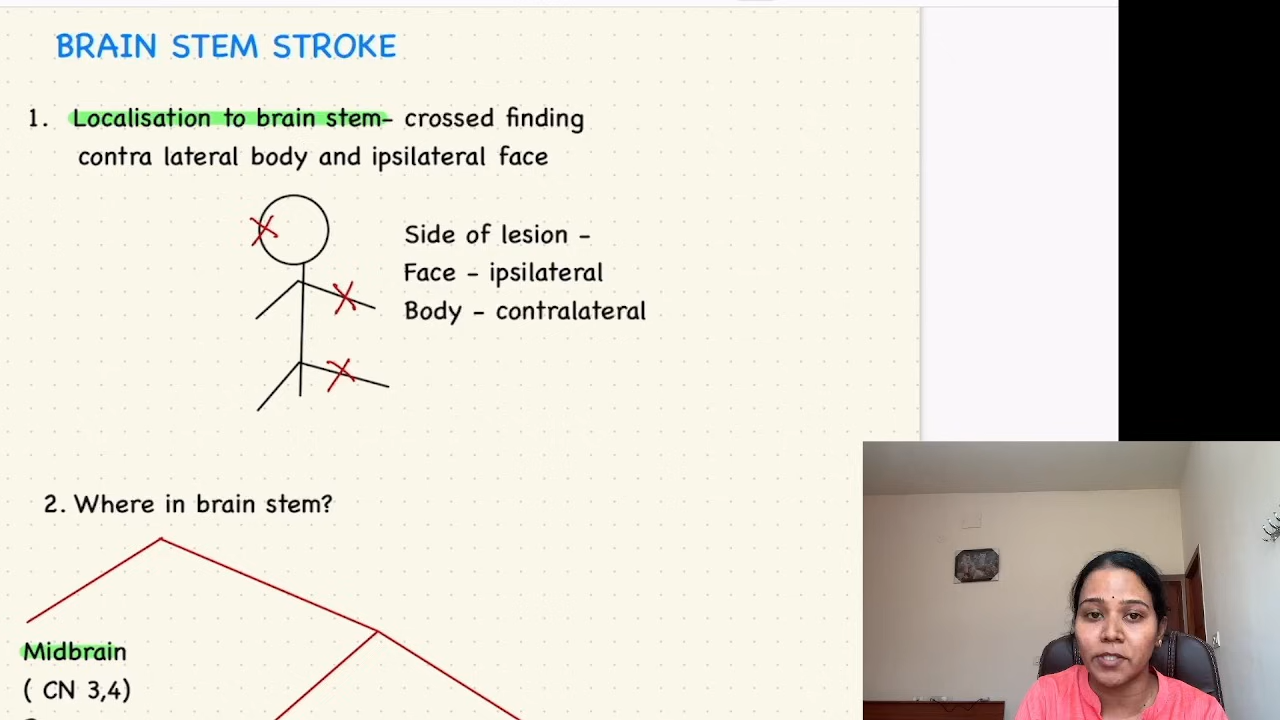 BRAIN STEM STROKE
1. Localisation to brain stem- crossed finding
contra lateral body and ipsilateral face
Side of lesion -
Face - ipsilateral
Body - contralateral
2. Where in brain stem?
Midbrain
( CN 3,4)